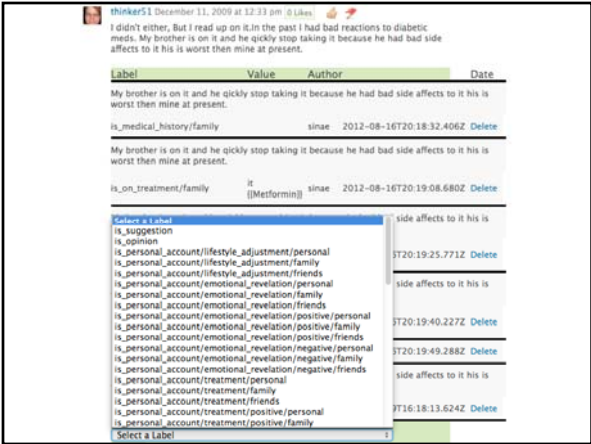 thinker51 December 11, 2009 at 12:33 pm 0 Likes
I didn't either, But I read up on it.In the past I had bad reactions to diabetic
meds. My brother is on it and he qickly stop taking it because he had bad side
affects to it his is worst then mine at present.
Label Value Author Date
My brother is on it and he qickly stop taking it because he had bad side affects to it his is
worst then mine at present.
is_medical_history/family sinae 2012-08-16T20:18:32.406Z Delete
My brother is on it and he qickly stop taking it because he had bad side affects to it his is
worst then mine at present.
is_on_treatment/family it {{Metformin}} sinae 2012-08-16T20:19:08.680Z Delete
side affects to it his is
Select a Label
is_suggestion
is_opinion
6T20:19:25.771Z Delete
is_personal_account/lifestyle_adjustment/personal
is_personal_account/lifestyle_adjustment/family
is_personal_account/lifestyle_adjustment/friends
side affects to it his is
is_personal_account/emotional_revelation/personal
is_personal_account/emotional_revelation/family
is_personal_account/emotional_revelation/friends
is_personal_account/emotional_revelation/positive/personal
6T20:19:40.227Z Delete
is_personal_account/emotional_revelation/positive/family
is_personal_account/emotional_revelation/positive/friends
is_personal_account/emotional_revelation/negative/personal
6T20:19:49.288Z Delete
is_personal_account/emotional_revelation/negative/family
is_personal_account/emotional_revelation/negative/friends
side affects to it his is
is_personal_account/treatment/personal
is_personal_account/treatment/family
is_personal_account/treatment/friends
is_personal_account/treatment/positive/personal
9T16:18:13.624Z Delete
is_personal_account/treatment/positive/family
Select a Label